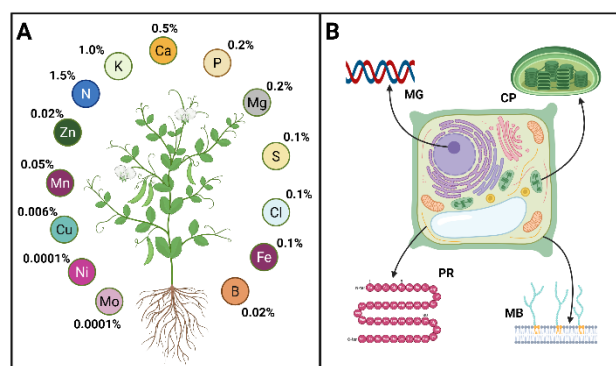 A
0.5%
Ca
1.0%
K
0.2%
P
1.5%
N
0.2%
Mg
0.02%
Zn
0.1%
S
0.05%
Mn
0.1%
Cl
0.006%
Cu
0.1%
Fe
0.0001%
Ni
0.02%
B
0.0001%
Mo
B
MG
CP
PR
MB